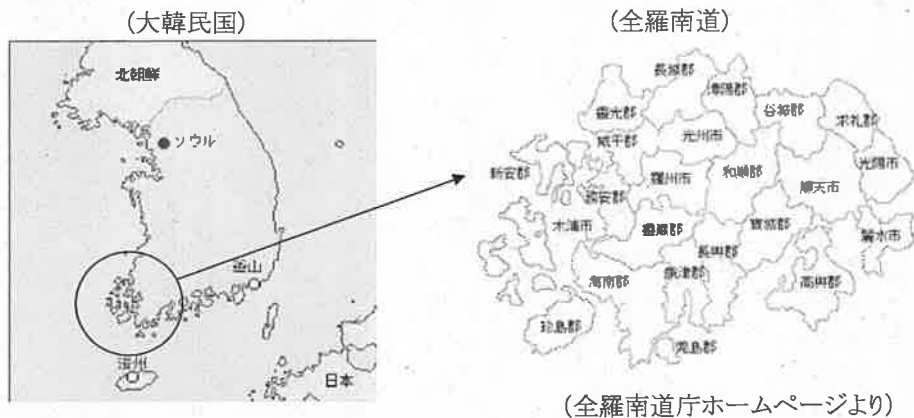 (大韓民国)
(全羅南道)
北朝鮮
ソウル
釜山
済州
日本
長城郡
潭陽郡
谷城郡
霊光郡
求礼郡
咸平郡
光州市
光陽市
新安郡
羅州市
和順郡
順天市
務安郡
木浦市
霊巌郡
宝城郡
麗水市
長興郡
海南郡
康津郡
高興郡
珍島郡
莞島郡
(全羅南道庁ホームページより)